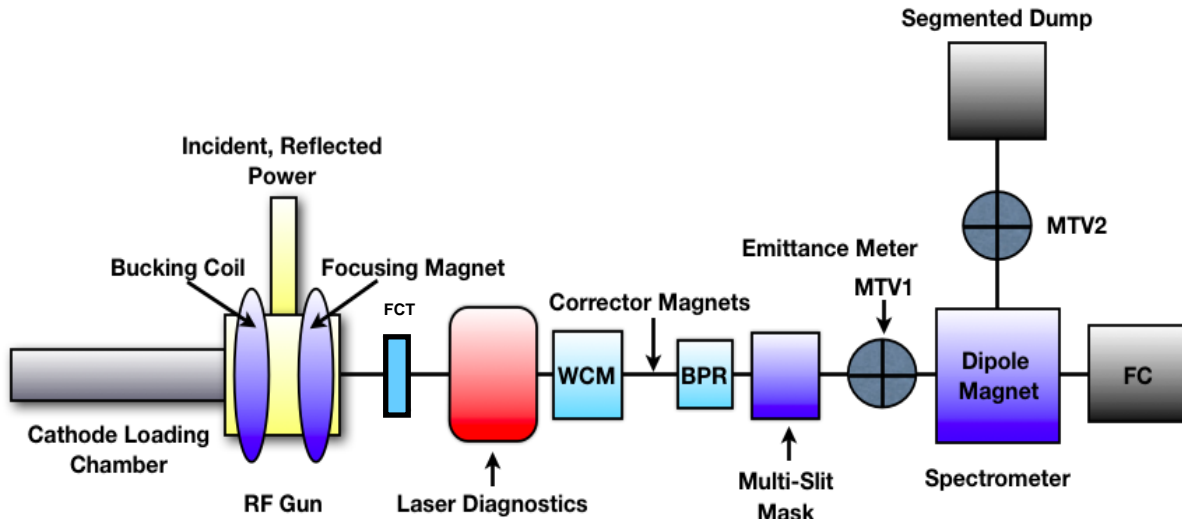 Segmented Dump
Incident, Reflected
Power
MTV2
Emittance Meter
Bucking Coil
Focusing Magnet
MTV1
Corrector Magnets
FCT
WCM
BPR
Dipole
Magnet
FC
Cathode Loading
Chamber
RF Gun
Laser Diagnostics
Multi-Slit
Mask
Spectrometer